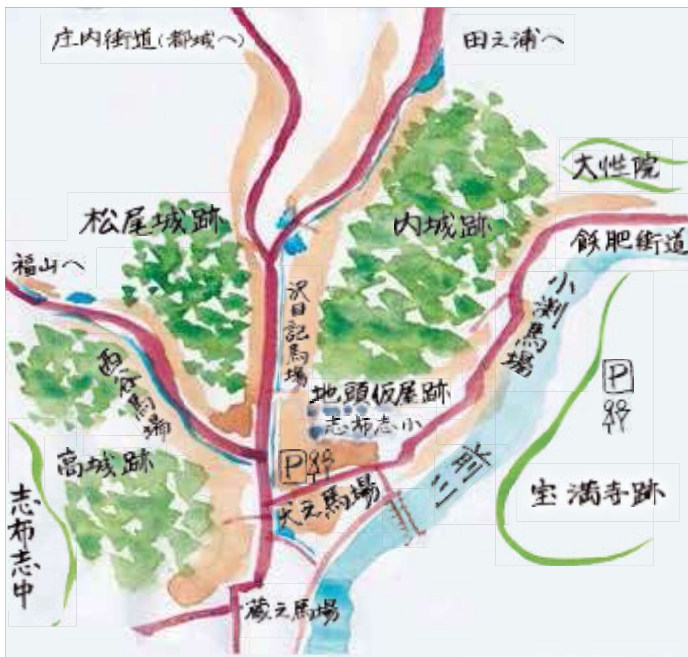 庄内街道(都城へ)
田之浦へ
大性院
松尾城跡
内城跡
飫肥街道
福山へ
沢目記馬場
小渕馬場
西谷馬場
地頭仮屋跡
志布志小
P
高城跡
P
前川
宝満寺跡
大之馬場
志布志中
蔵之馬場